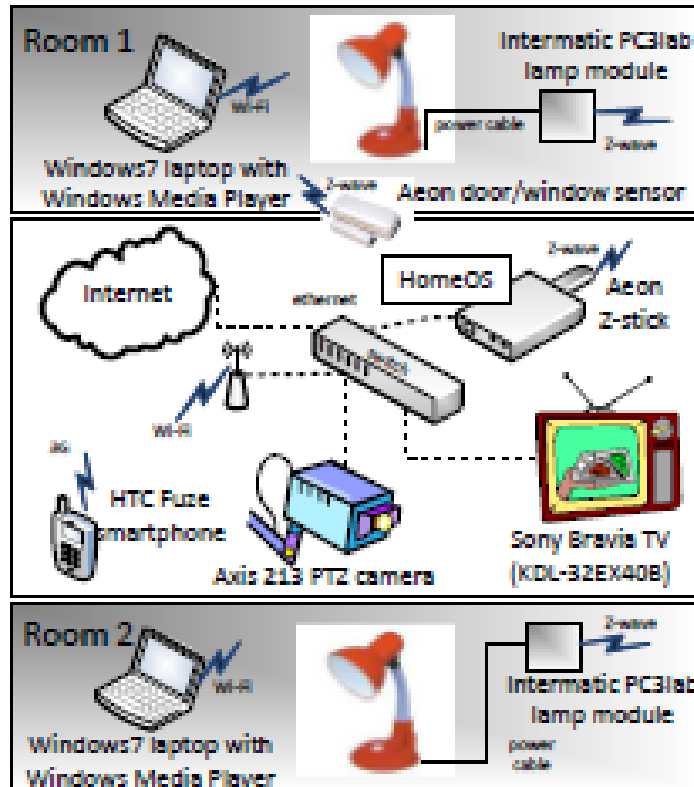 Room 1
Intermatic PC3lab
lamp module
Wi-Fi
power cable
Z-wave
Windows7 laptop with
Windows Media Player
Z-wave
Aeon door/window sensor
Internet
ethernet
HomeOS
Z-wave
Aeon
Z-stick
Switch
Wi-Fi
3G
HTC Fuze
smartphone
Axis 213 PTZ camera
Sony Bravia TV
(KDL-32EX40B)
Room 2
Wi-Fi
Z-wave
Intermatic PC3lab
lamp module
Windows7 laptop with
Windows Media Player
power
cable